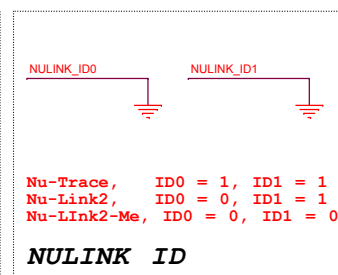 NULINK_ID0 NULINK_ID1
Nu-Trace, ID0 = 1, ID1 = 1
Nu-Link2, ID0 = 0, ID1 = 1
Nu-LInk2-Me, ID0 = 0, ID1 = 0
NULINK ID